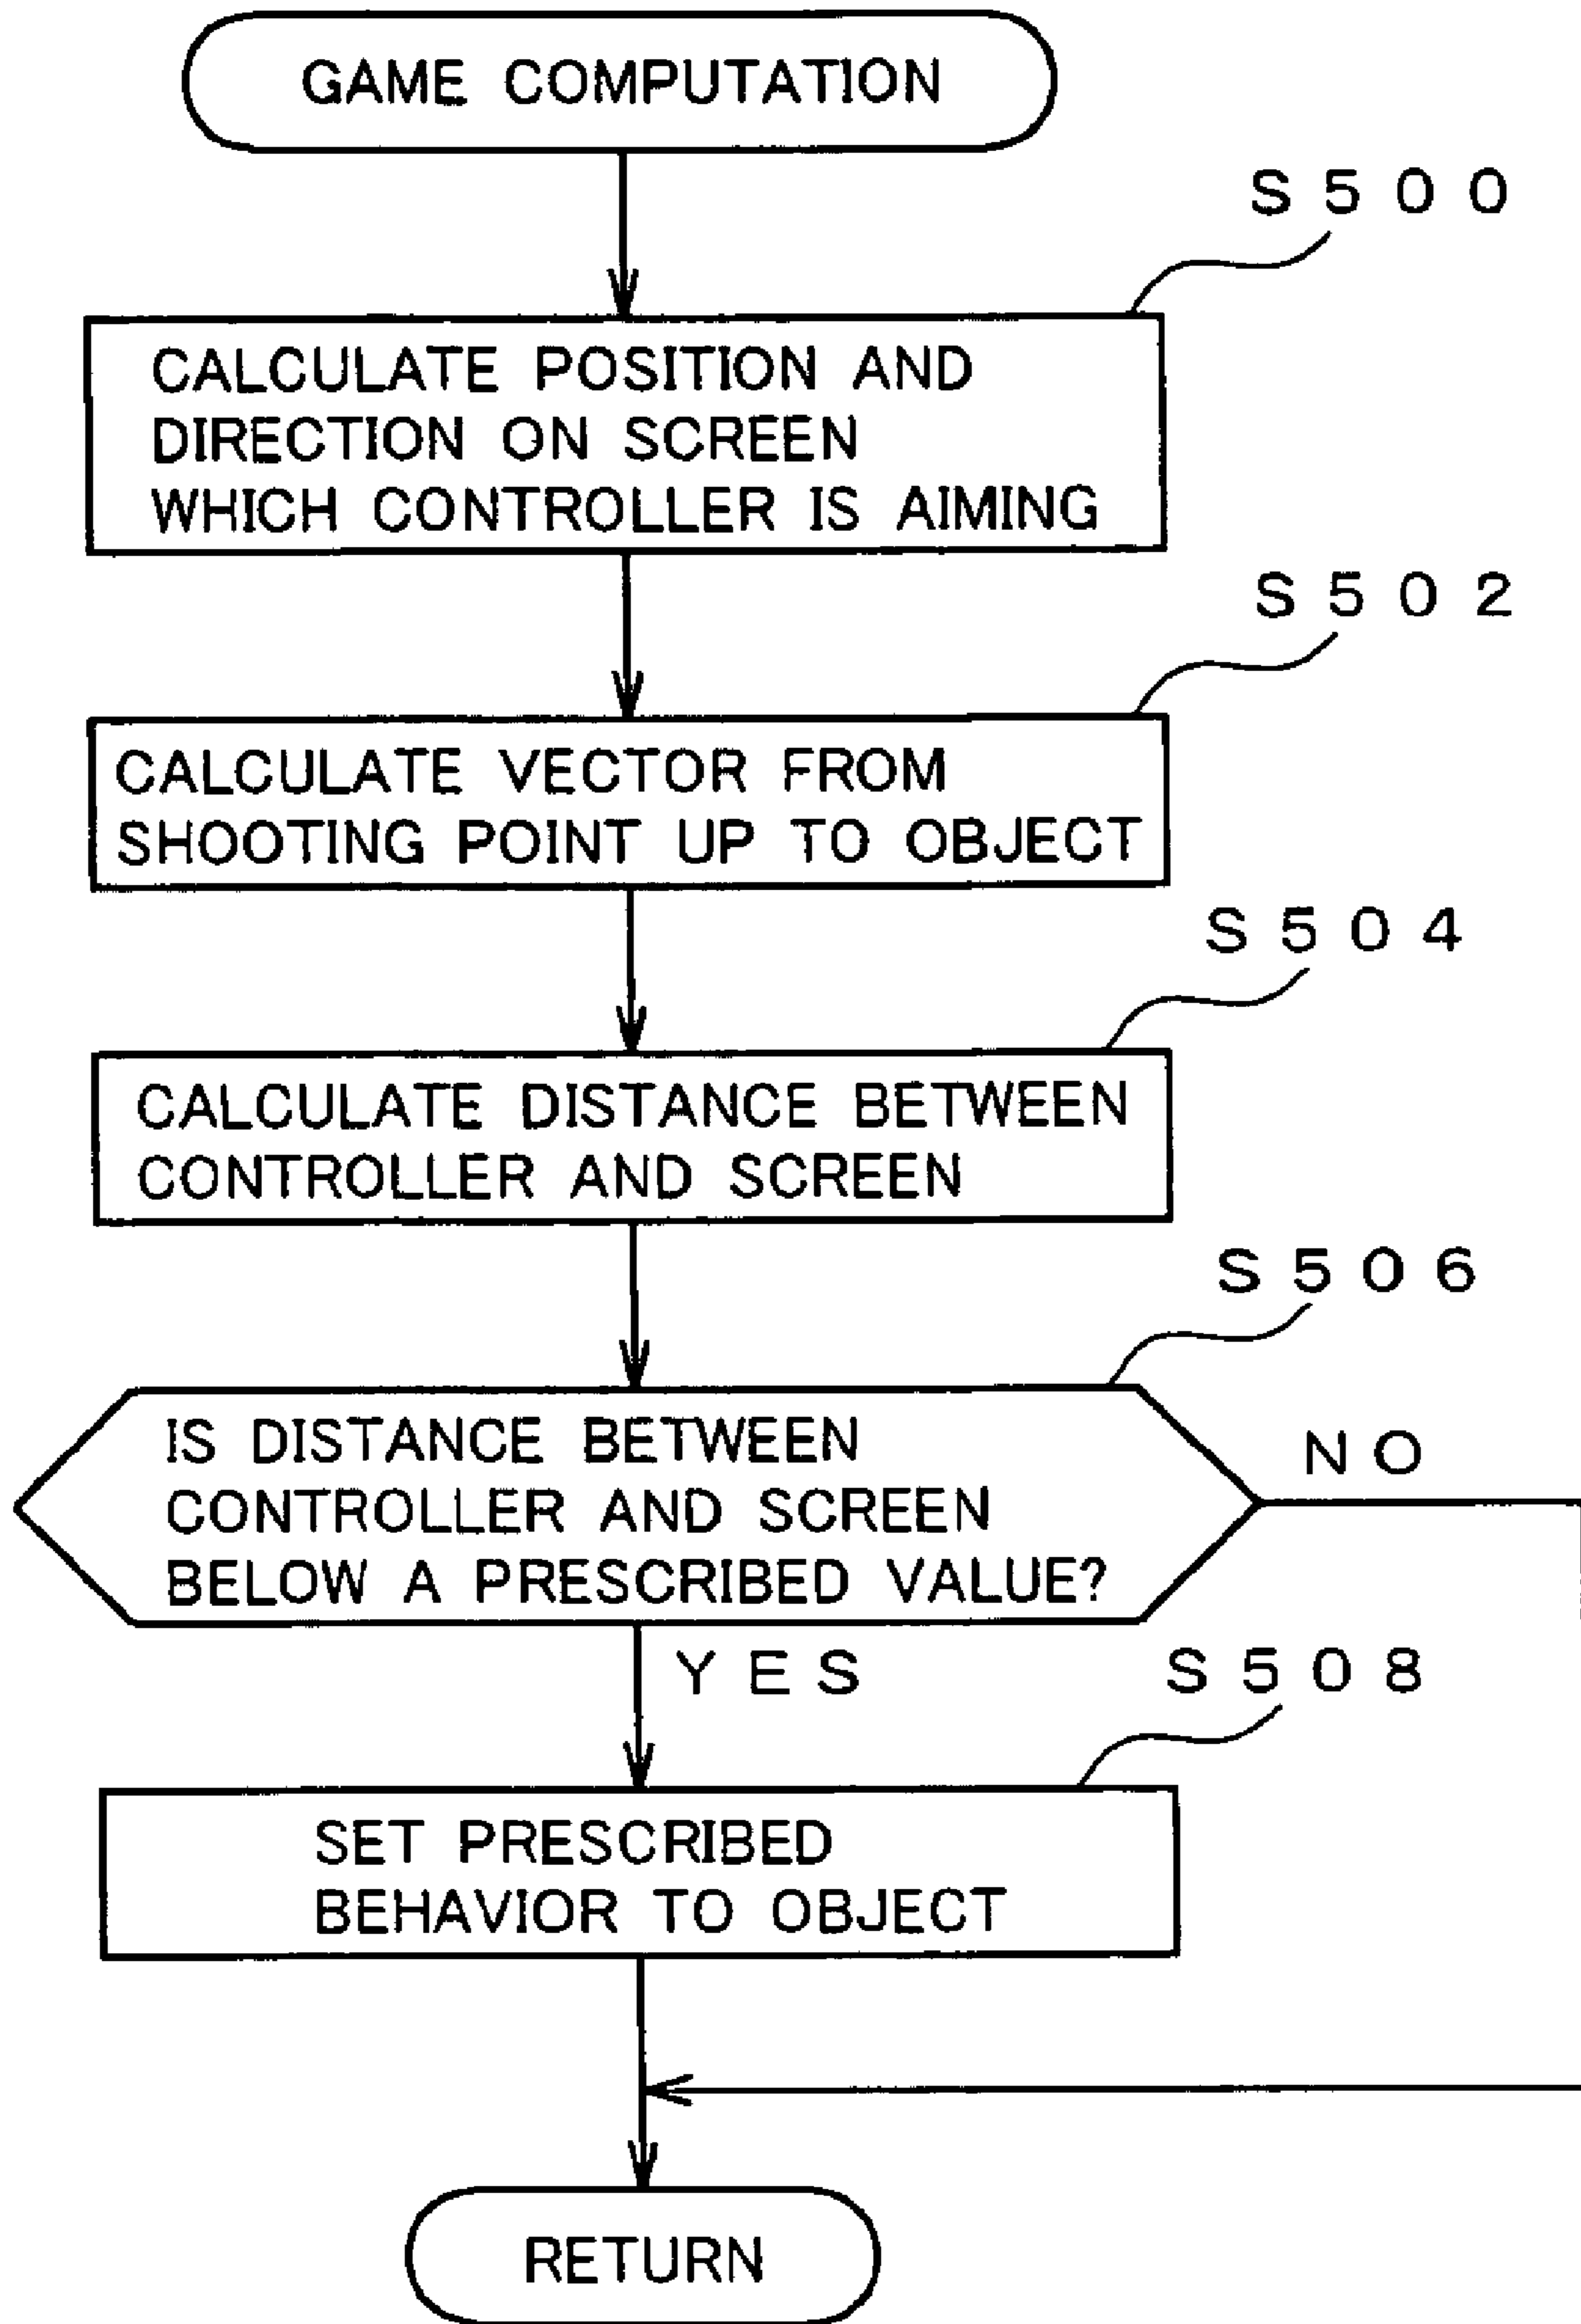 GAME COMPUTATION
S500
CALCULATE POSITION AND
DIRECTION ON SCREEN
WHICH CONTROLLER IS AIMING
S502
CALCULATE VECTOR FROM
SHOOTING POINT UP TO OBJECT
S504
CALCULATE DISTANCE BETWEEN
CONTROLLER AND SCREEN
S506
IS DISTANCE BETWEEN
CONTROLLER AND SCREEN
BELOW A PRESCRIBED VALUE?
NO
YES
S508
SET PRESCRIBED
BEHAVIOR TO OBJECT
RETURN